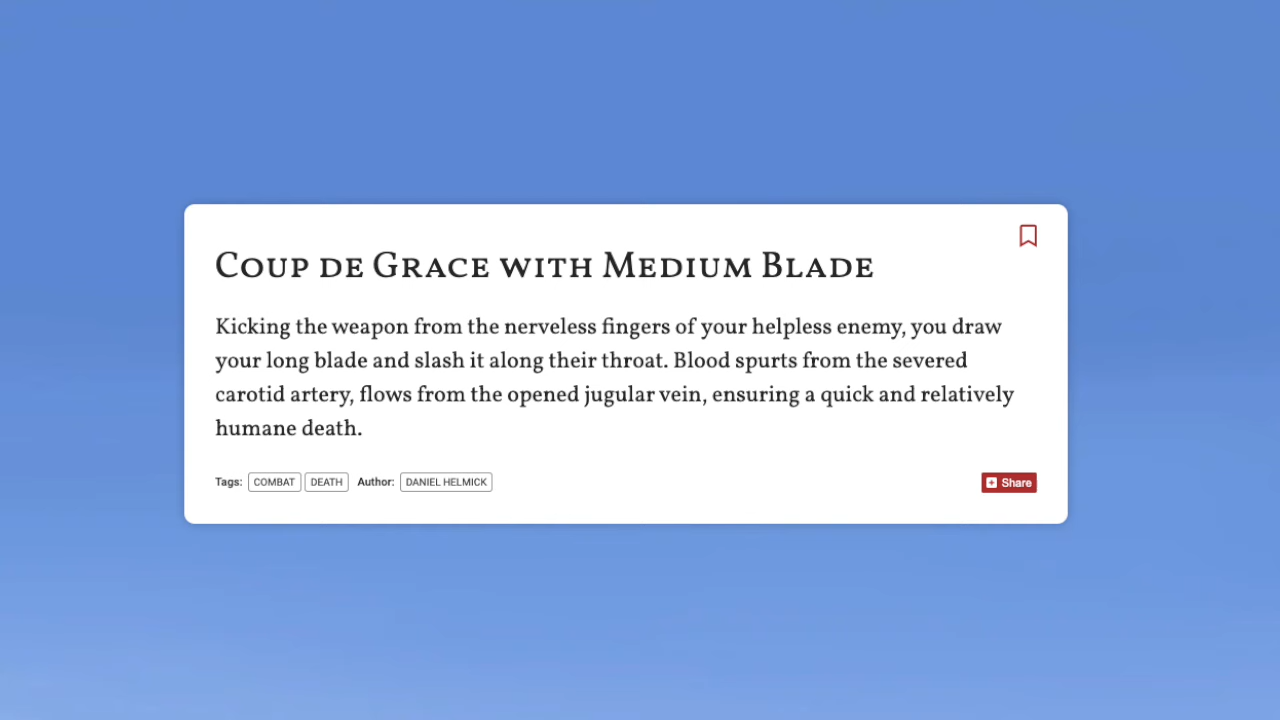 Coup de Grace with Medium Blade
Kicking the weapon from the nerveless fingers of your helpless enemy, you draw
your long blade and slash it along their throat. Blood spurts from the severed
carotid artery, flows from the opened jugular vein, ensuring a quick and relatively
humane death.
Tags: COMBAT DEATH Author: DANIEL HELMICK Share